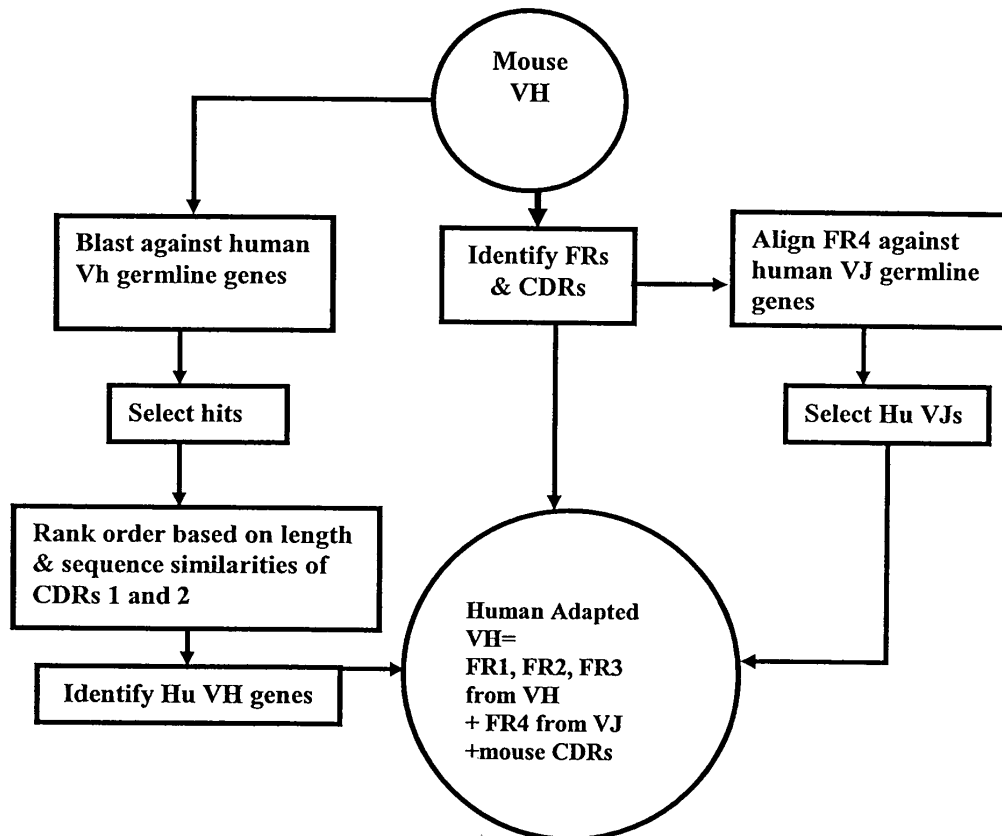 Mouse
VH
Blast against human
Vh germline genes
Identify FRs
& CDRs
Align FR4 against
human VJ germline
genes
Select hits
Select Hu VJs
Rank order based on length
& sequence similarities of
CDRs 1 and 2
Identify Hu VH genes
Human Adapted
VH=
FR1, FR2, FR3
from VH
+ FR4 from VJ
+mouse CDRs